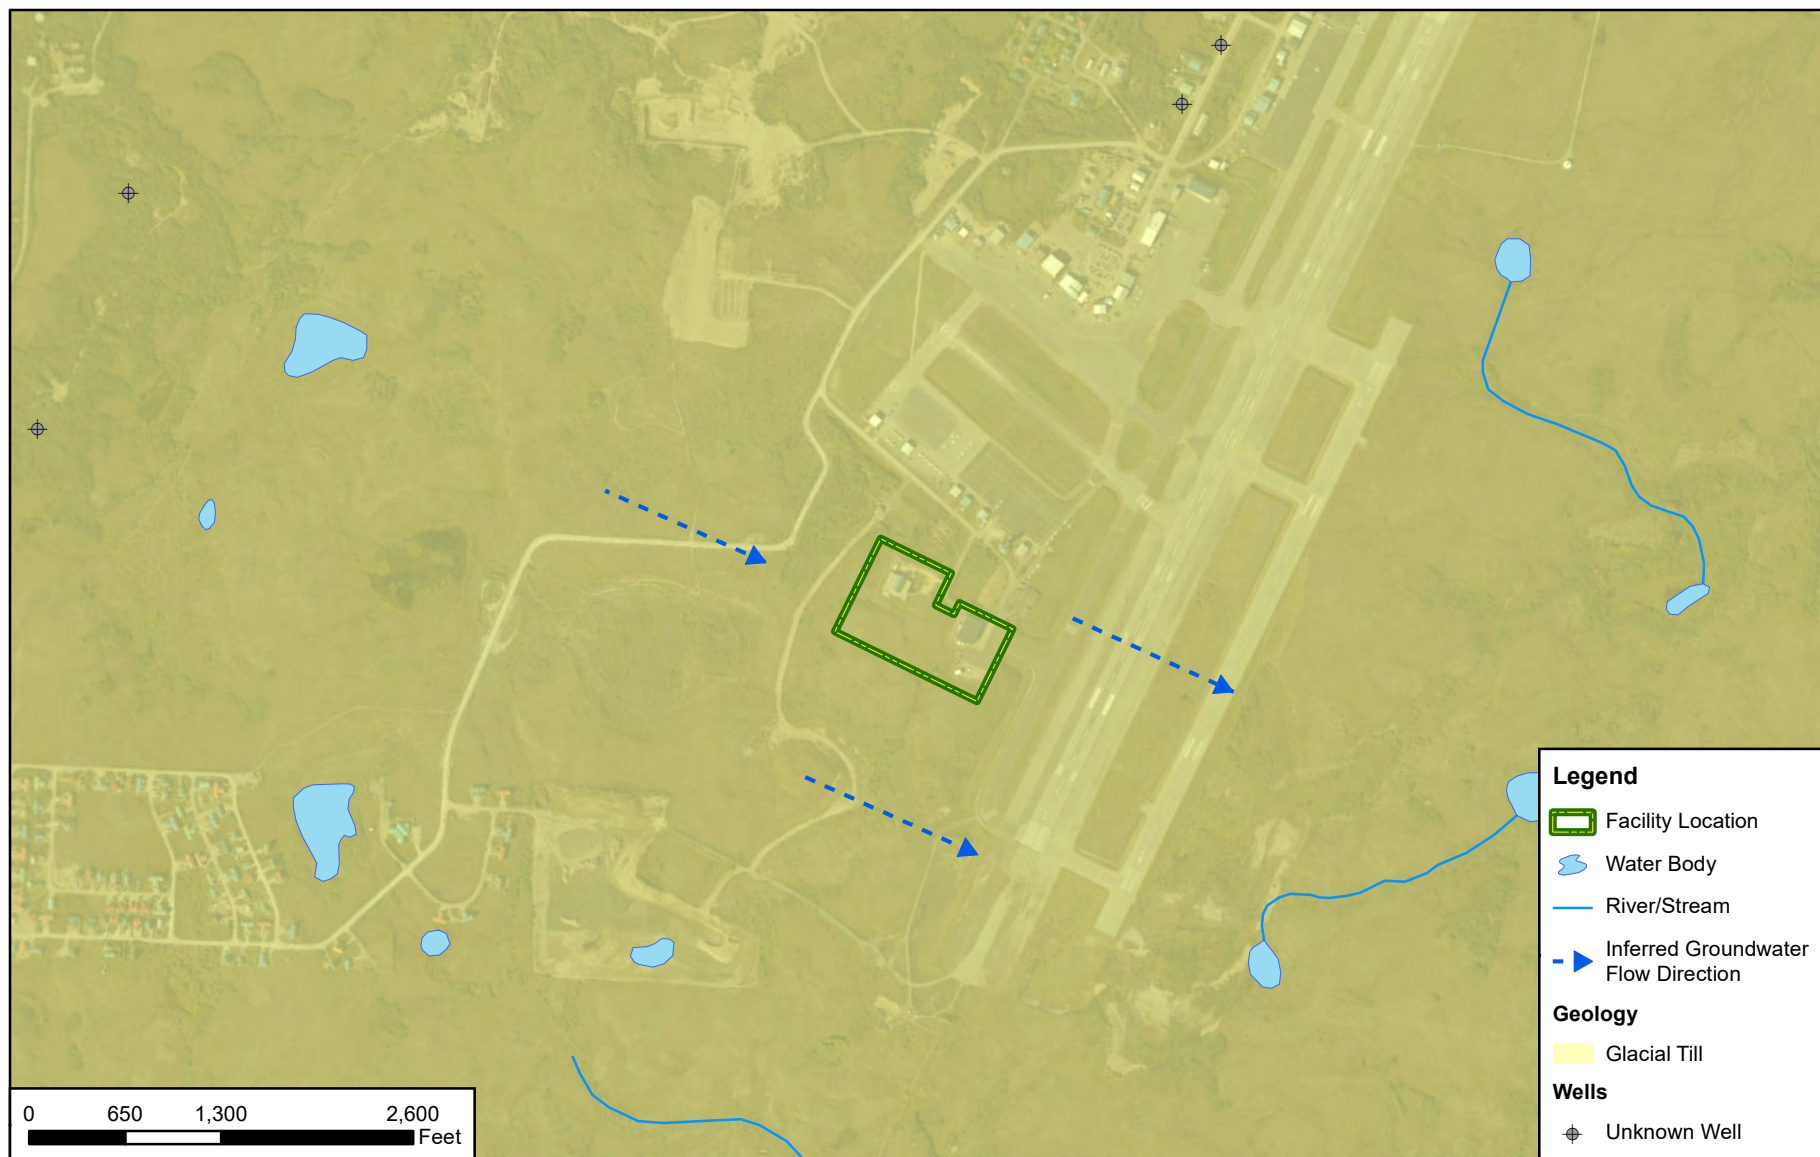 Legend
Facility Location
Water Body
River/Stream
Inferred Groundwater
Flow Direction
Geology
Glacial Till
Wells
Unknown Well
0 650 1,300 2,600
Feet